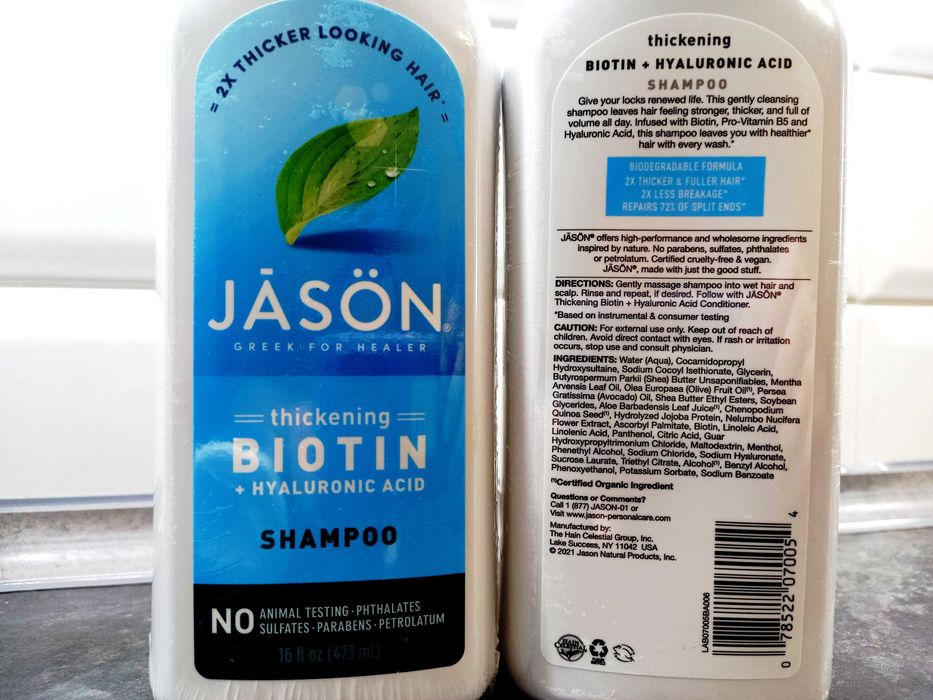 = 2X THICKER LOOKING HAIR* =
JĀSÖN®
GREEK FOR HEALER
thickening
BIOTIN
+ HYALURONIC ACID
SHAMPOO
NO ANIMAL TESTING · PHTHALATES
SULFATES · PARABENS · PETROLATUM
16 fl oz (473 ml)
thickening
BIOTIN + HYALURONIC ACID
SHAMPOO
Give your locks renewed life. This gently cleansing
shampoo leaves hair feeling stronger, thicker, and full of
volume all day. Infused with Biotin, Pro-Vitamin B5 and
Hyaluronic Acid, this shampoo leaves you with healthier*
hair with every wash.*
BIODEGRADABLE FORMULA
2X THICKER & FULLER HAIR*
2X LESS BREAKAGE*
REPAIRS 72% OF SPLIT ENDS*
JĀSÖN® offers high-performance and wholesome ingredients
inspired by nature. No parabens, sulfates, phthalates
or petrolatum. Certified cruelty-free & vegan.
JĀSÖN®, made with just the good stuff.
DIRECTIONS: Gently massage shampoo into wet hair and
scalp. Rinse and repeat, if desired. Follow with JĀSÖN®
Thickening Biotin + Hyaluronic Acid Conditioner.
*Based on instrumental & consumer testing
CAUTION: For external use only. Keep out of reach of
children. Avoid direct contact with eyes. If rash or irritation
occurs, stop use and consult physician.
INGREDIENTS: Water (Aqua), Cocamidopropyl
Hydroxysultaine, Sodium Cocoyl Isethionate, Glycerin,
Butyrospermum Parkii (Shea) Butter Unsaponifiables, Mentha
Arvensis Leaf Oil, Olea Europaea (Olive) Fruit Oil⁽¹⁾, Persea
Gratissima (Avocado) Oil, Shea Butter Ethyl Esters, Soybean
Glycerides, Aloe Barbadensis Leaf Juice⁽¹⁾, Chenopodium
Quinoa Seed⁽¹⁾, Hydrolyzed Jojoba Protein, Nelumbo Nucifera
Flower Extract, Ascorbyl Palmitate, Biotin, Linoleic Acid,
Linolenic Acid, Panthenol, Citric Acid, Guar
Hydroxypropyltrimonium Chloride, Maltodextrin, Menthol,
Phenethyl Alcohol, Sodium Chloride, Sodium Hyaluronate,
Sucrose Laurate, Triethyl Citrate, Alcohol⁽¹⁾, Benzyl Alcohol,
Phenoxyethanol, Potassium Sorbate, Sodium Benzoate
⁽¹⁾Certified Organic Ingredient
Questions or Comments?
Call 1 (877) JASON-01 or
Visit www.jason-personalcare.com
Manufactured by:
The Hain Celestial Group, Inc.
Lake Success, NY 11042 USA
© 2021 Jason Natural Products, Inc.
LAB07005BA006
0 78522 07005 4
HAIN
CELESTIAL